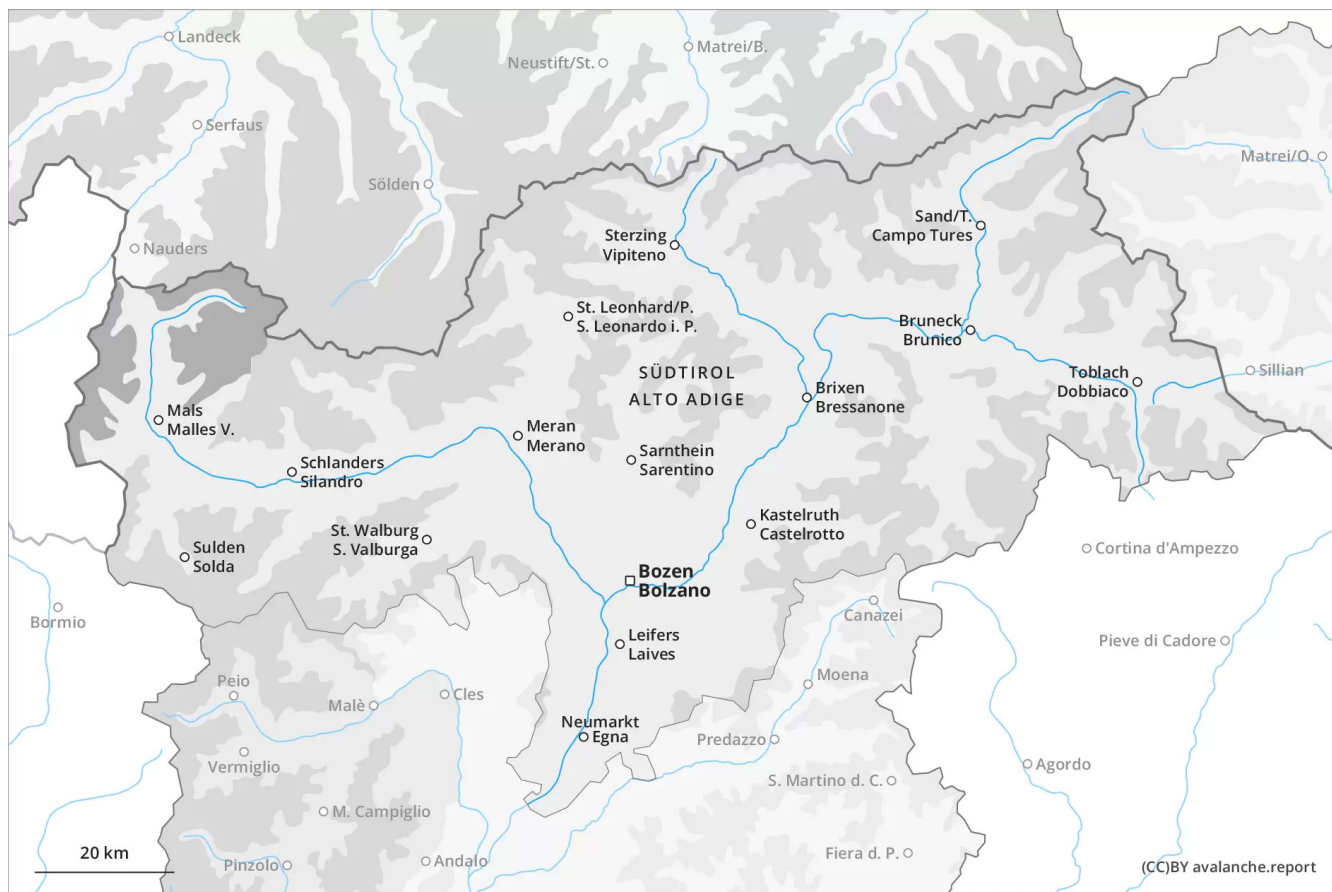 Landeck
Matrei/B.
Neustift/St.
Serfaus
Matrei/O.
Sölden
Sand/T.
Campo Tures
Sterzing
Vipiteno
Nauders
St. Leonhard/P.
S. Leonardo i. P.
Bruneck
Brunico
SÜDTIROL
ALTO ADIGE
Toblach
Dobbiaco
Sillian
Brixen
Bressanone
Mals
Malles V.
Meran
Merano
Sarnthein
Sarentino
Schlanders
Silandro
Kastelruth
Castelrotto
St. Walburg
S. Valburga
Sulden
Solda
Cortina d'Ampezzo
Bozen
Bolzano
Bormio
Canazei
Leifers
Laives
Pieve di Cadore
Peio
Moena
Cles
Malè
Neumarkt
Egna
Predazzo
Vermiglio
Agordo
S. Martino d. C.
M. Campiglio
20 km
Pinzolo
Andalo
Fiera d. P.
(CC)BY avalanche.report